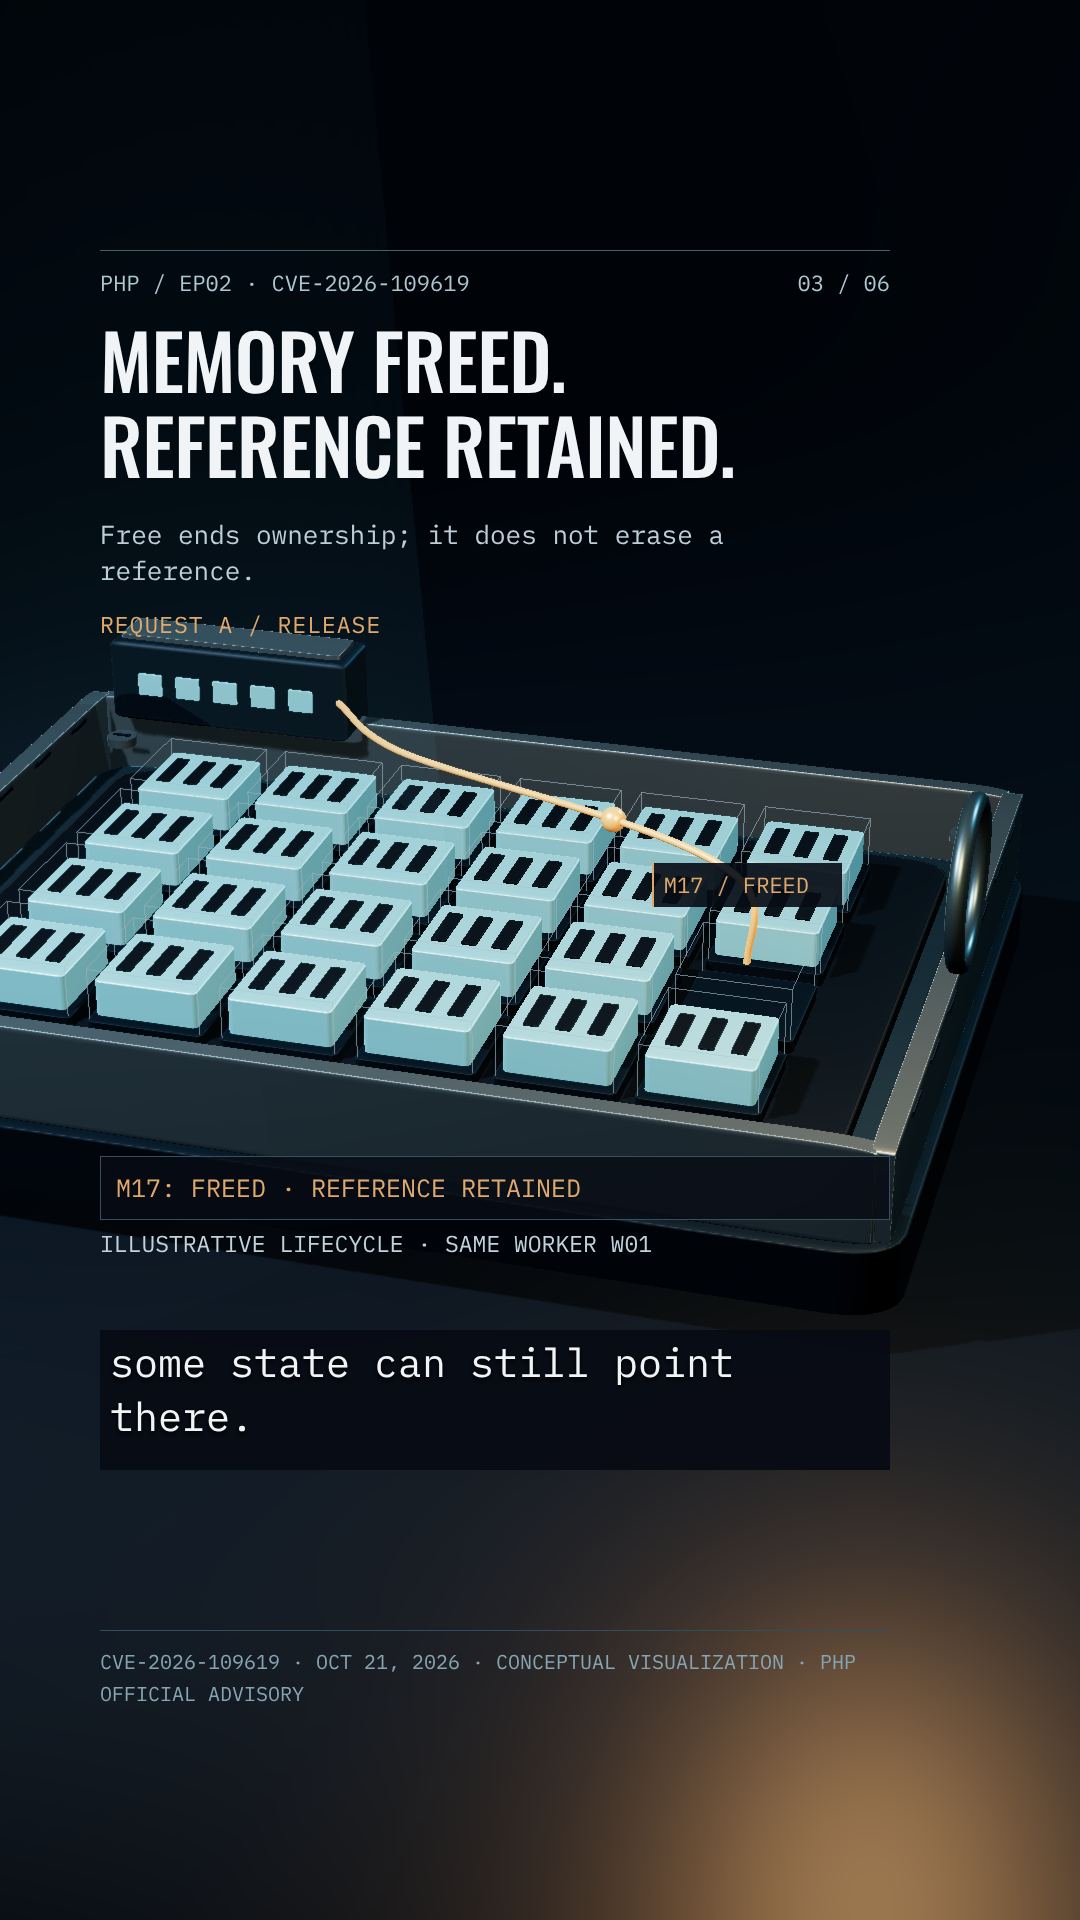 PHP / EP02 · CVE-2026-109619
03 / 06
MEMORY FREED.
REFERENCE RETAINED.
Free ends ownership; it does not erase a
reference.
REQUEST A / RELEASE
M17 / FREED
M17: FREED · REFERENCE RETAINED
ILLUSTRATIVE LIFECYCLE · SAME WORKER W01
some state can still point
there.
CVE-2026-109619 · OCT 21, 2026 · CONCEPTUAL VISUALIZATION · PHP
OFFICIAL ADVISORY